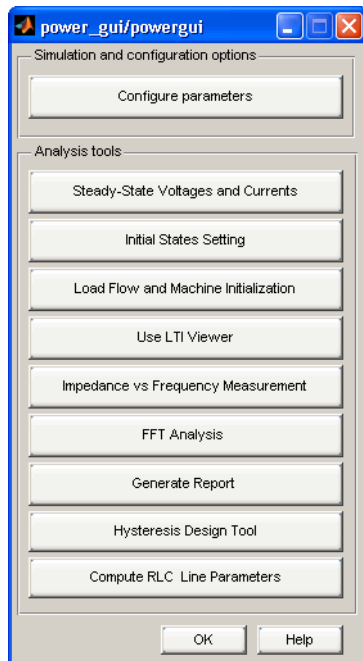 power_gui/powergui
Simulation and configuration options
Configure parameters
Analysis tools
Steady-State Voltages and Currents
Initial States Setting
Load Flow and Machine Initialization
Use LTI Viewer
Impedance vs Frequency Measurement
FFT Analysis
Generate Report
Hysteresis Design Tool
Compute RLC Line Parameters
OK
Help